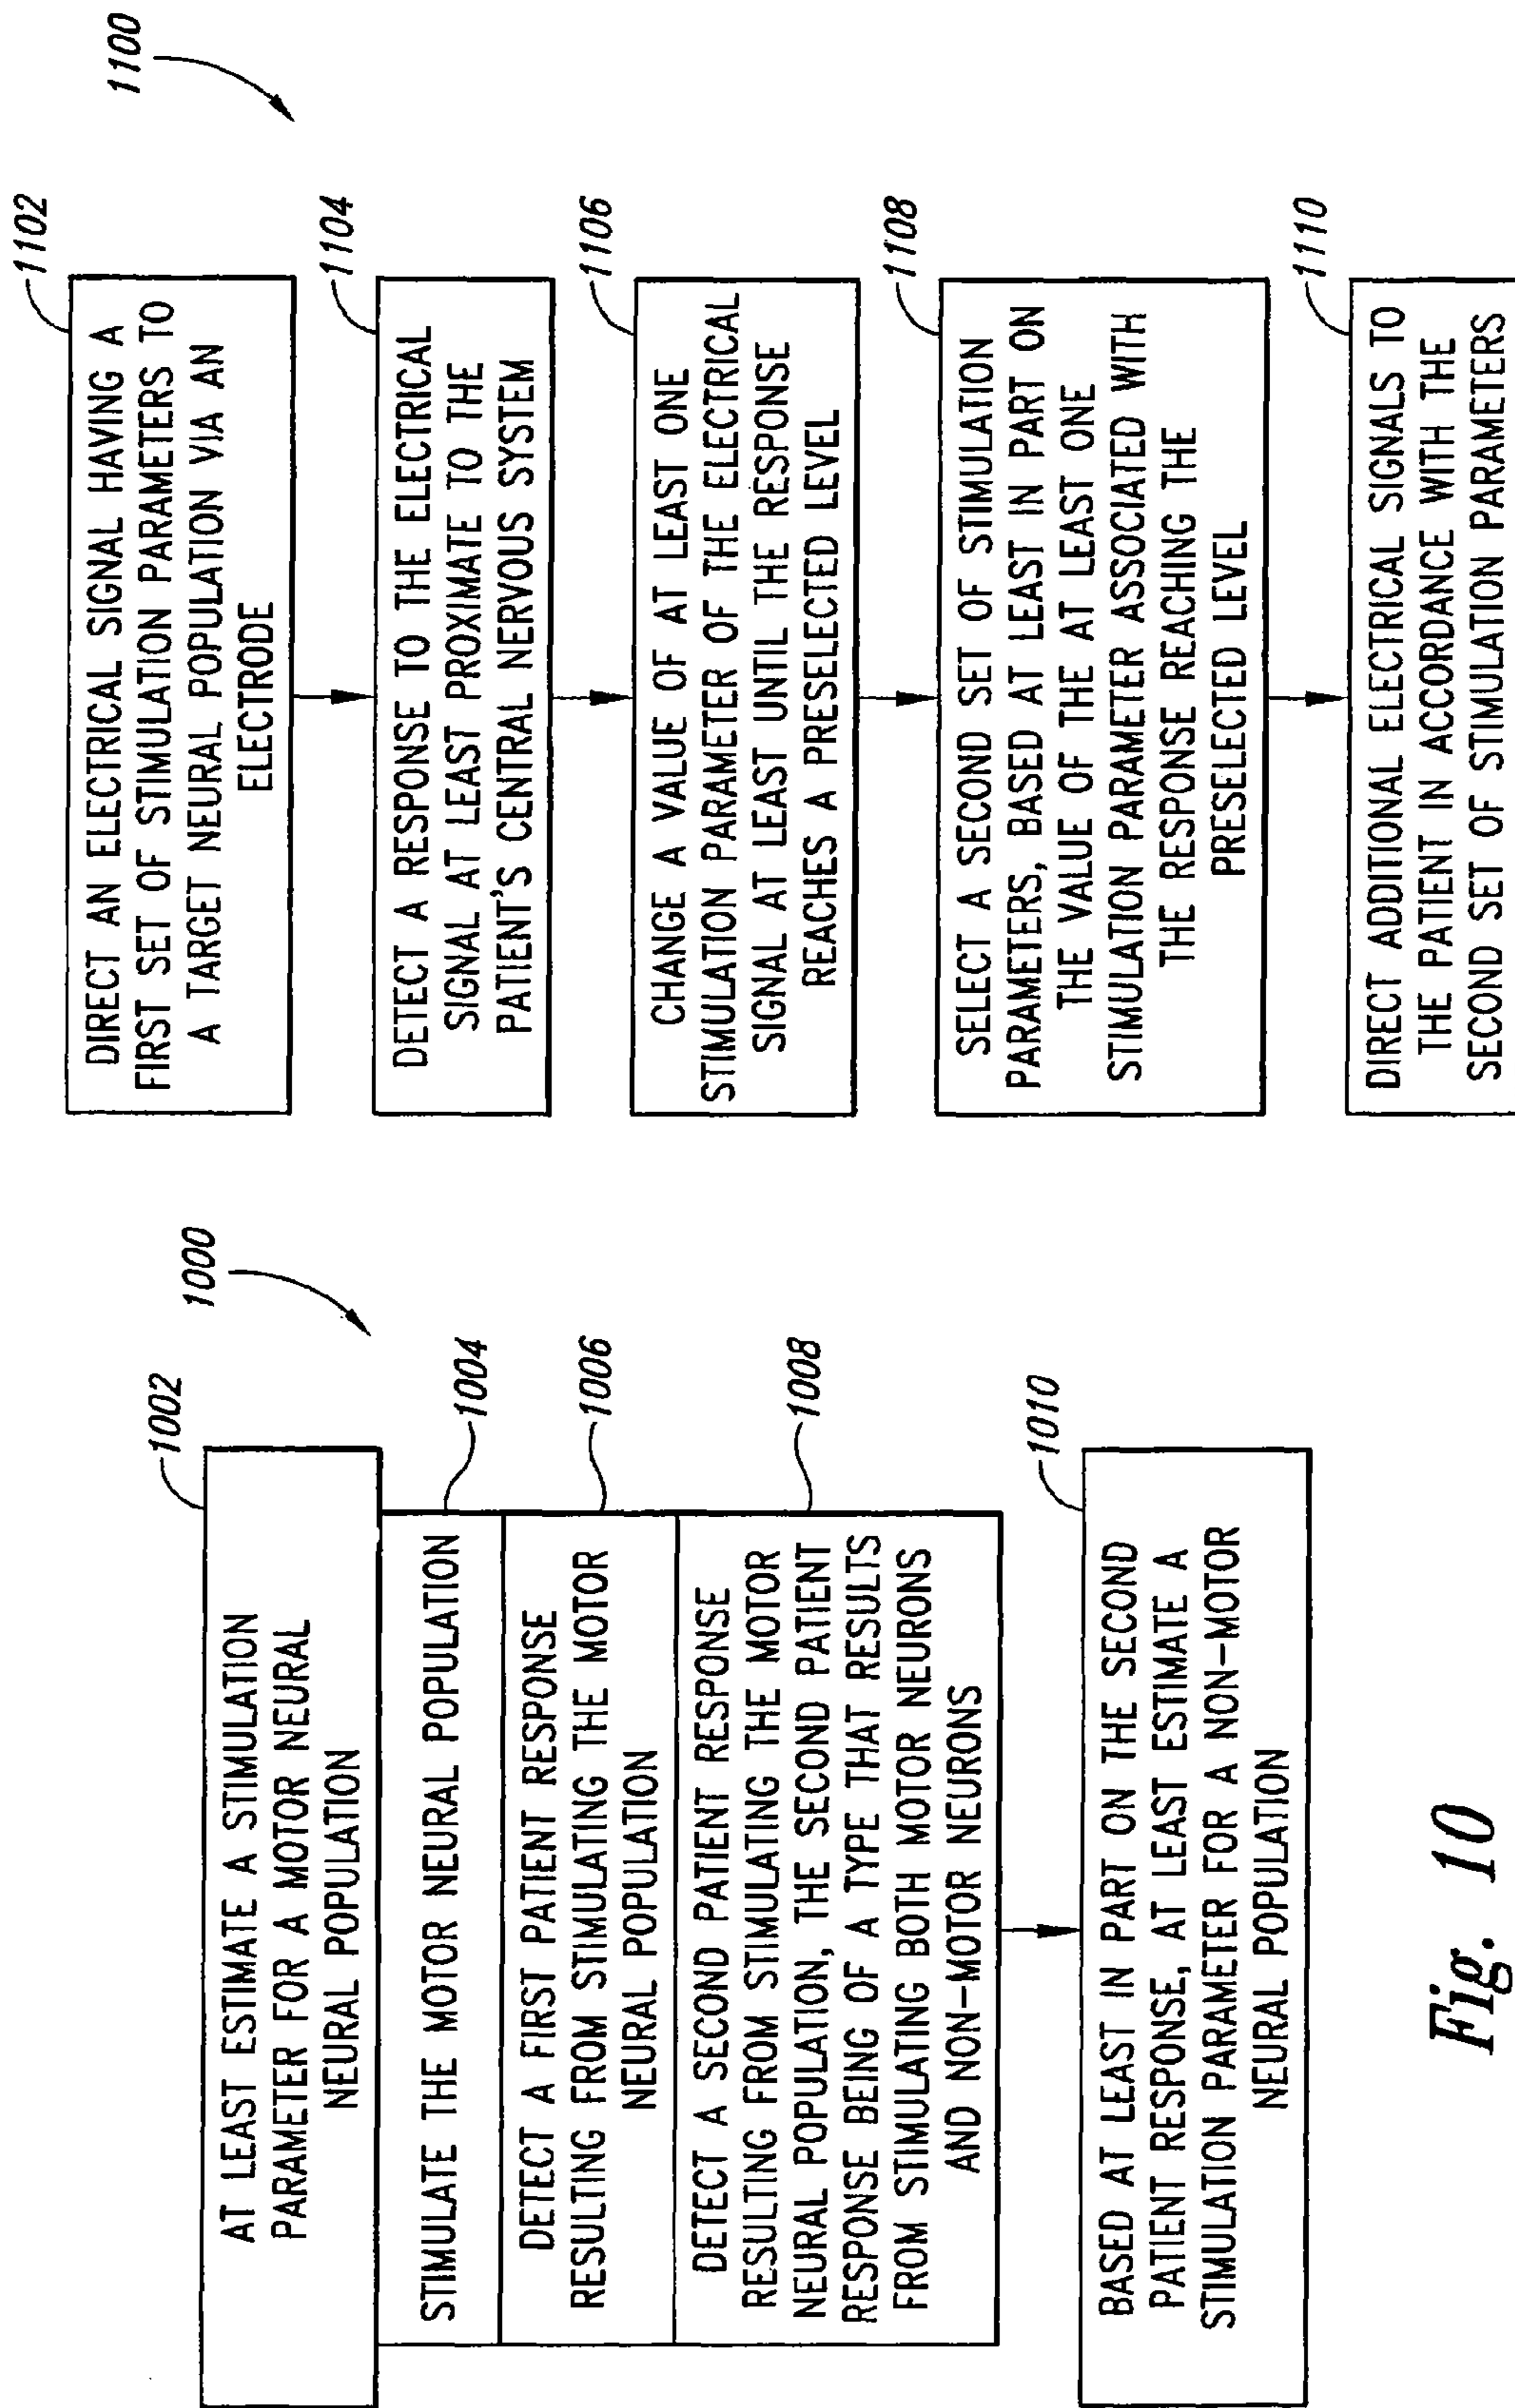 1000
1002
AT LEAST ESTIMATE A STIMULATION
PARAMETER FOR A MOTOR NEURAL
NEURAL POPULATION
1004
STIMULATE THE MOTOR NEURAL POPULATION
1006
DETECT A FIRST PATIENT RESPONSE
RESULTING FROM STIMULATING THE MOTOR
NEURAL POPULATION
1008
DETECT A SECOND PATIENT RESPONSE
RESULTING FROM STIMULATING THE MOTOR
NEURAL POPULATION, THE SECOND PATIENT
RESPONSE BEING OF A TYPE THAT RESULTS
FROM STIMULATING BOTH MOTOR NEURONS
AND NON-MOTOR NEURONS
1010
BASED AT LEAST IN PART ON THE SECOND
PATIENT RESPONSE, AT LEAST ESTIMATE A
STIMULATION PARAMETER FOR A NON-MOTOR
NEURAL POPULATION
Fig. 10
1100
1102
DIRECT AN ELECTRICAL SIGNAL HAVING A
FIRST SET OF STIMULATION PARAMETERS TO
A TARGET NEURAL POPULATION VIA AN
ELECTRODE
1104
DETECT A RESPONSE TO THE ELECTRICAL
SIGNAL AT LEAST PROXIMATE TO THE
PATIENT'S CENTRAL NERVOUS SYSTEM
1106
CHANGE A VALUE OF AT LEAST ONE
STIMULATION PARAMETER OF THE ELECTRICAL
SIGNAL AT LEAST UNTIL THE RESPONSE
REACHES A PRESELECTED LEVEL
1108
SELECT A SECOND SET OF STIMULATION
PARAMETERS, BASED AT LEAST IN PART ON
THE VALUE OF THE AT LEAST ONE
STIMULATION PARAMETER ASSOCIATED WITH
THE RESPONSE REACHING THE
PRESELECTED LEVEL
1110
DIRECT ADDITIONAL ELECTRICAL SIGNALS TO
THE PATIENT IN ACCORDANCE WITH THE
SECOND SET OF STIMULATION PARAMETERS